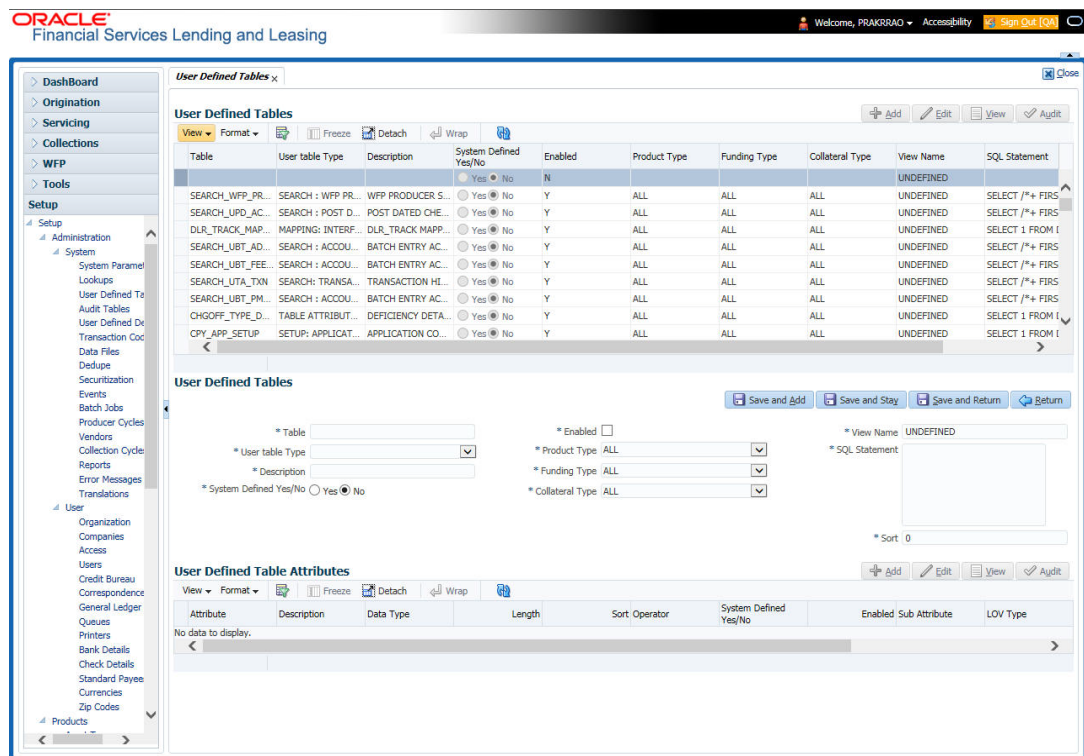 ORACLE
Financial Services Lending and Leasing
Welcome, PRAKRRAO Accessibility Sign Out [QA]
DashBoard
Origination
Servicing
Collections
WFP
Tools
Setup
Setup
Administration
System
System Paramet
Lookups
User Defined Ta
Audit Tables
User Defined De
Transaction Cod
Data Files
Dedupe
Securitization
Events
Batch Jobs
Producer Cycles
Vendors
Collection Cycle
Reports
Error Messages
Translations
User
Organization
Companies
Access
Users
Credit Bureau
Correspondence
General Ledger
Queues
Printers
Bank Details
Check Details
Standard Payee
Currencies
Zip Codes
Products
User Defined Tables x
Close
User Defined Tables
Add Edit View Audit
View Format Freeze Detach Wrap
Table User table Type Description System Defined Yes/No Enabled Product Type Funding Type Collateral Type View Name SQL Statement
Yes No N UNDEFINED
SEARCH_WFP_PR... SEARCH : WFP PR... WFP PRODUCER S... Yes No Y ALL ALL ALL UNDEFINED SELECT /*+ FIRS
SEARCH_UPD_AC... SEARCH : POST D... POST DATED CHE... Yes No Y ALL ALL ALL UNDEFINED SELECT /*+ FIRS
DLR_TRACK_MAP... MAPPING: INTERF... DLR_TRACK MAPP... Yes No Y ALL ALL ALL UNDEFINED SELECT 1 FROM D
SEARCH_UBT_AD... SEARCH : ACCOU... BATCH ENTRY AC... Yes No Y ALL ALL ALL UNDEFINED SELECT /*+ FIRS
SEARCH_UBT_FEE... SEARCH : ACCOU... BATCH ENTRY AC... Yes No Y ALL ALL ALL UNDEFINED SELECT /*+ FIRS
SEARCH_UTA_TXN SEARCH: TRANSA... TRANSACTION HI... Yes No Y ALL ALL ALL UNDEFINED SELECT /*+ FIRS
SEARCH_UBT_PM... SEARCH : ACCOU... BATCH ENTRY AC... Yes No Y ALL ALL ALL UNDEFINED SELECT /*+ FIRS
CHGOFF_TYPE_D... TABLE ATTRIBUT... DEFICIENCY DETA... Yes No Y ALL ALL ALL UNDEFINED SELECT 1 FROM D
CPY_APP_SETUP SETUP: APPLICAT... APPLICATION CO... Yes No Y ALL ALL ALL UNDEFINED SELECT 1 FROM D
User Defined Tables
Save and Add Save and Stay Save and Return Return
* Table
* User table Type
* Description
* System Defined Yes/No Yes No
* Enabled
* Product Type ALL
* Funding Type ALL
* Collateral Type ALL
* View Name UNDEFINED
* SQL Statement
* Sort 0
User Defined Table Attributes
Add Edit View Audit
View Format Freeze Detach Wrap
Attribute Description Data Type Length Sort Operator System Defined Yes/No Enabled Sub Attribute LOV Type
No data to display.